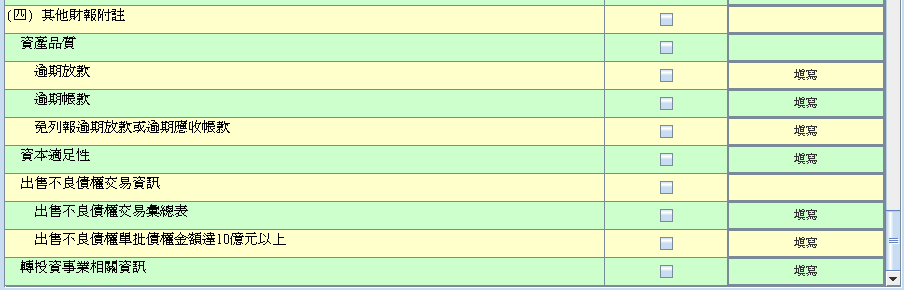 (四) 其他財報附註
資產品質
逾期放款 填寫
逾期帳款 填寫
免列報逾期放款或逾期應收帳款 填寫
資本適足性 填寫
出售不良債權交易資訊
出售不良債權交易彙總表 填寫
出售不良債權單批債權金額達10億元以上 填寫
轉投資事業相關資訊 填寫